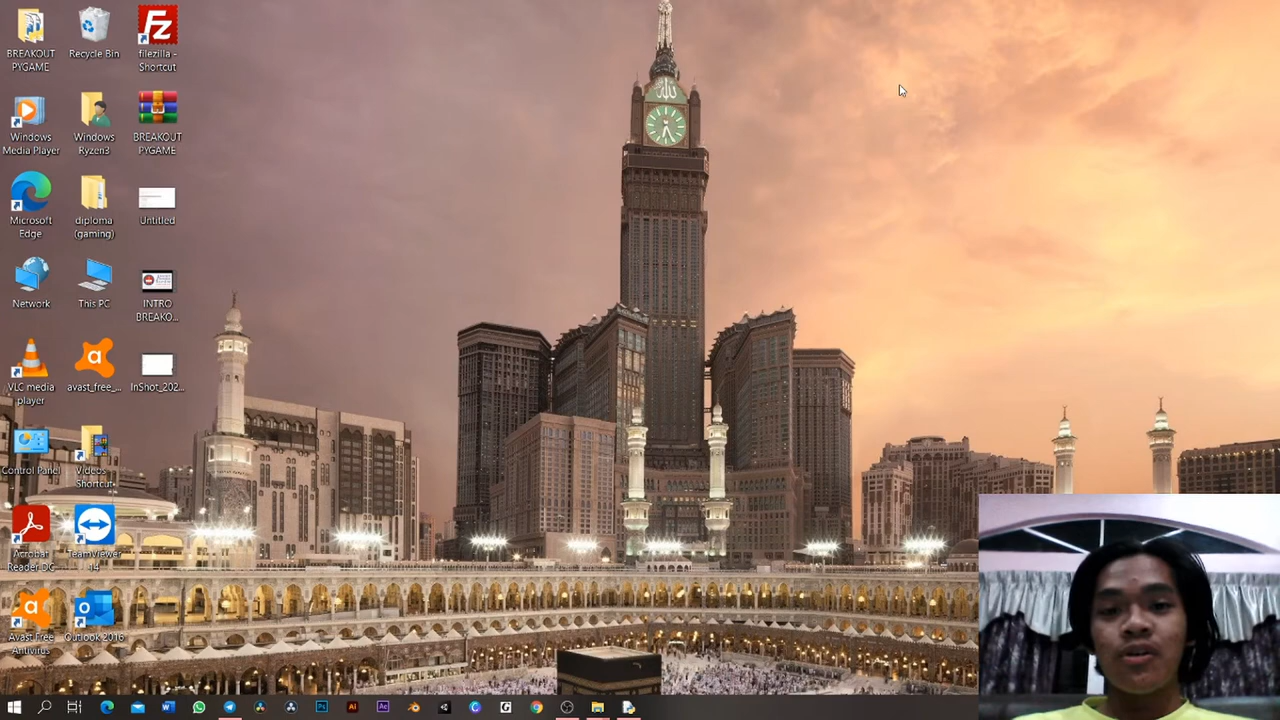 BREAKOUT
PYGAME
Recycle Bin
filezilla -
Shortcut
Windows
Media Player
Windows
Ryzen3
BREAKOUT
PYGAME
Microsoft
Edge
diploma
(gaming)
Untitled
Network
This PC
INTRO
BREAKO...
VLC media
player
avast_free_...
InShot_202...
Control Panel
Videos -
Shortcut
Acrobat
Reader DC
TeamViewer
14
Avast Free
Antivirus
Outlook 2016
الله